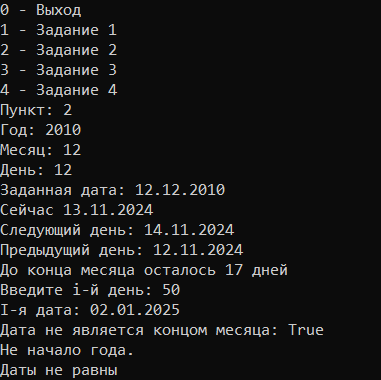 0 - Выход
1 - Задание 1
2 - Задание 2
3 - Задание 3
4 - Задание 4
Пункт: 2
Год: 2010
Месяц: 12
День: 12
Заданная дата: 12.12.2010
Сейчас 13.11.2024
Следующий день: 14.11.2024
Предыдущий день: 12.11.2024
До конца месяца осталось 17 дней
Введите i-й день: 50
I-я дата: 02.01.2025
Дата не является концом месяца: True
Не начало года.
Даты не равны